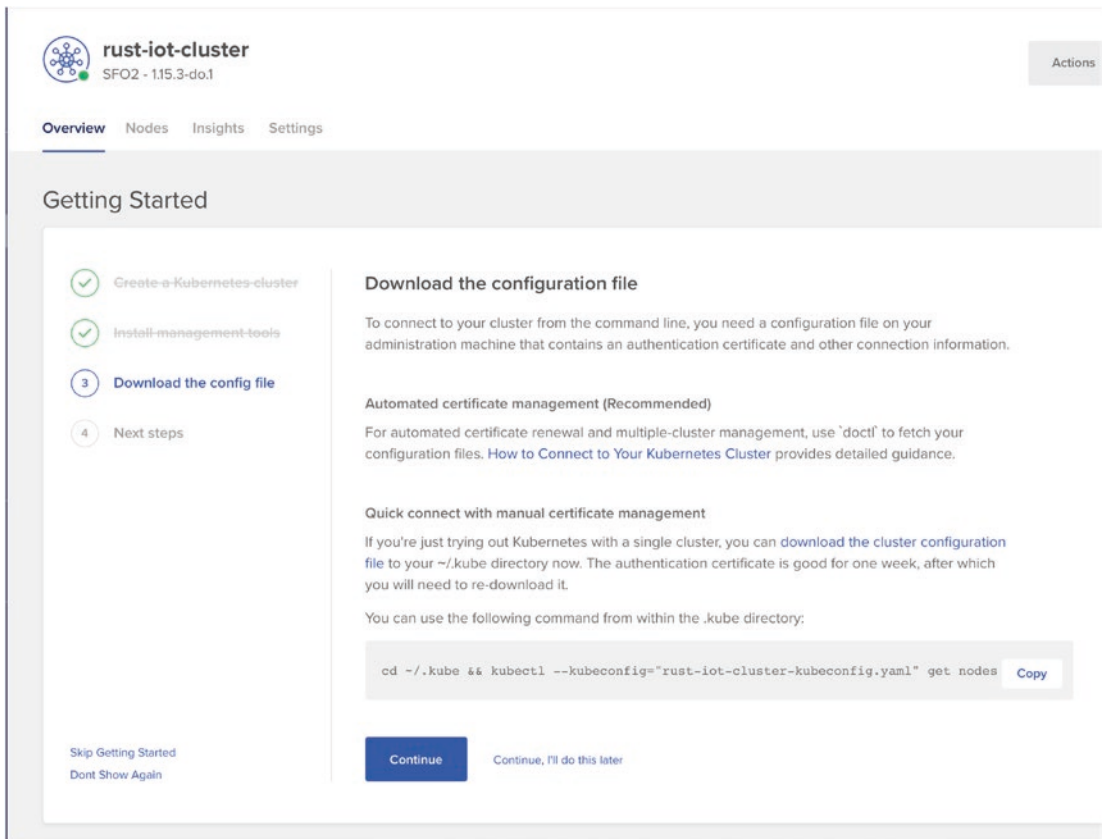 rust-iot-cluster
SFO2 - 1.15.3-do.1
Actions
Overview Nodes Insights Settings
Getting Started
Create a Kubernetes cluster
Install management tools
3 Download the config file
4 Next steps
Skip Getting Started
Dont Show Again
Download the configuration file
To connect to your cluster from the command line, you need a configuration file on your
administration machine that contains an authentication certificate and other connection information.
Automated certificate management (Recommended)
For automated certificate renewal and multiple-cluster management, use `doctl` to fetch your
configuration files. How to Connect to Your Kubernetes Cluster provides detailed guidance.
Quick connect with manual certificate management
If you're just trying out Kubernetes with a single cluster, you can download the cluster configuration
file to your ~/.kube directory now. The authentication certificate is good for one week, after which
you will need to re-download it.
You can use the following command from within the .kube directory:
cd ~/.kube && kubectl --kubeconfig="rust-iot-cluster-kubeconfig.yaml" get nodes Copy
Continue Continue, I'll do this later